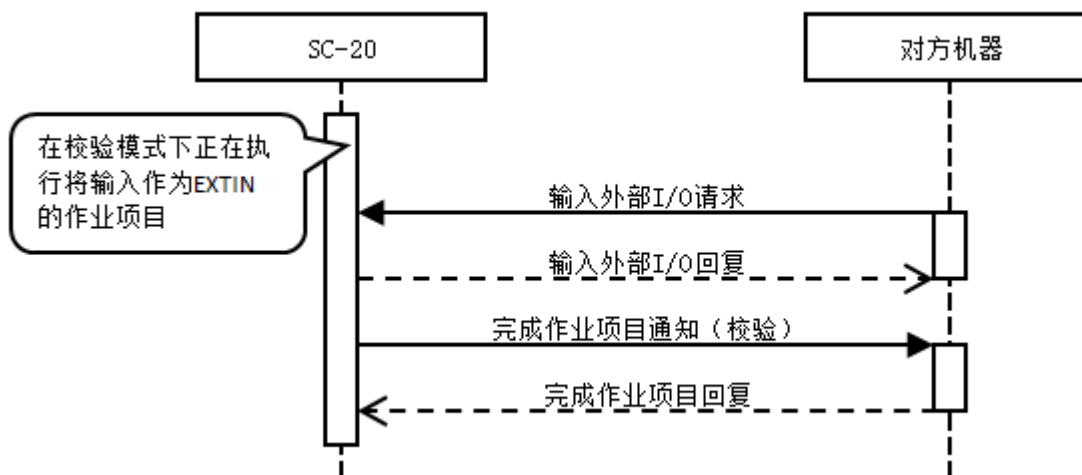 SC-20
对方机器
在校验模式下正在执
行将输入作为EXTIN
的作业项目
输入外部I/O请求
输入外部I/O回复
完成作业项目通知（校验）
完成作业项目回复